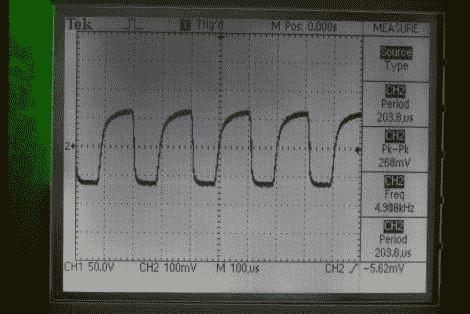 Tek Trig'd M Pos: 0.000s MEASURE
Source
Type
CH2
Period
203.8µs
CH2
Pk-Pk
268mV
CH2
Freq
4.908kHz
CH2
Period
203.8µs
2
CH1 50.0V CH2 100mV M 100µs CH2 -5.62mV